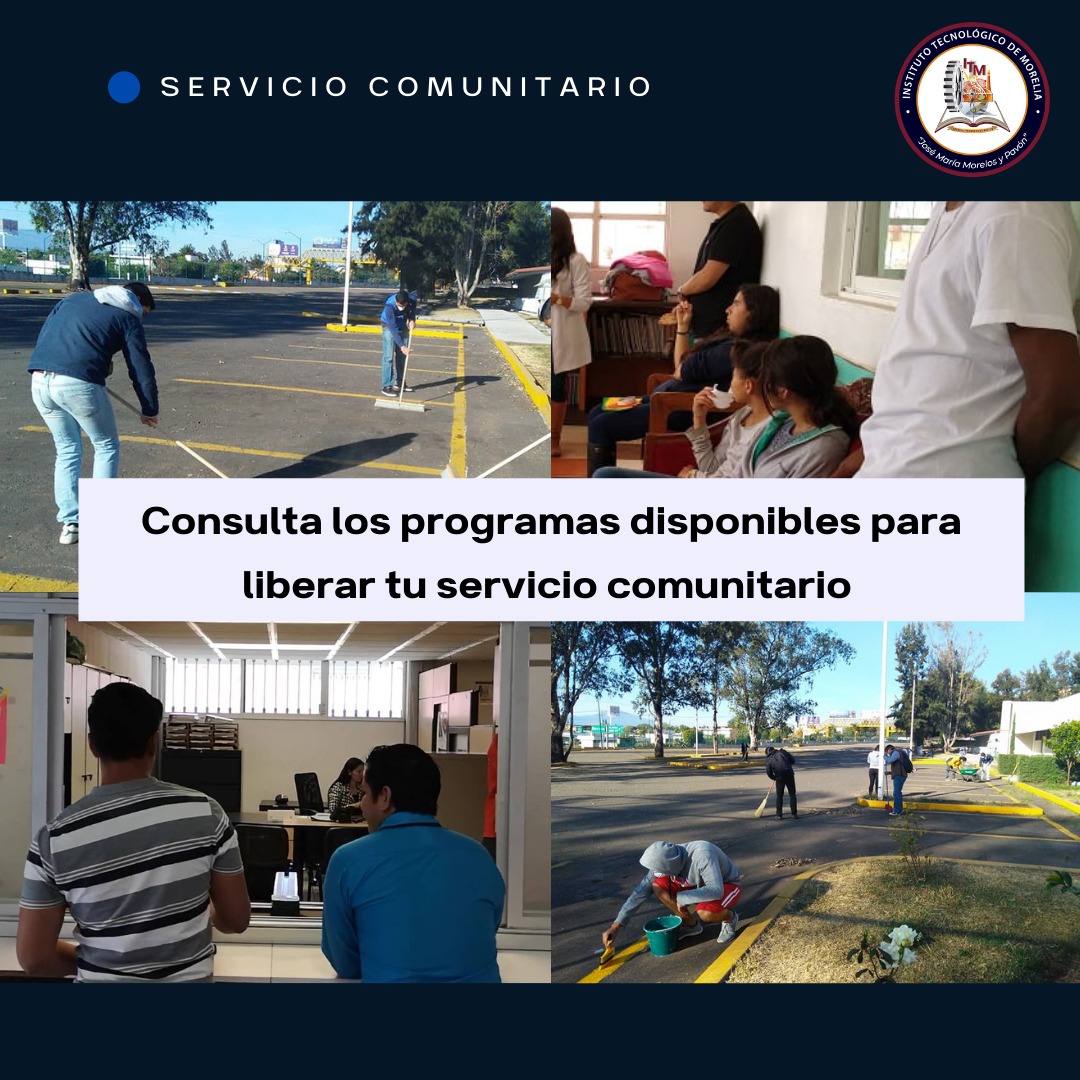 SERVICIO COMUNITARIO
INSTITUTO TECNOLÓGICO DE MORELIA
ITM
"José María Morelos y Pavón"
Consulta los programas disponibles para
liberar tu servicio comunitario